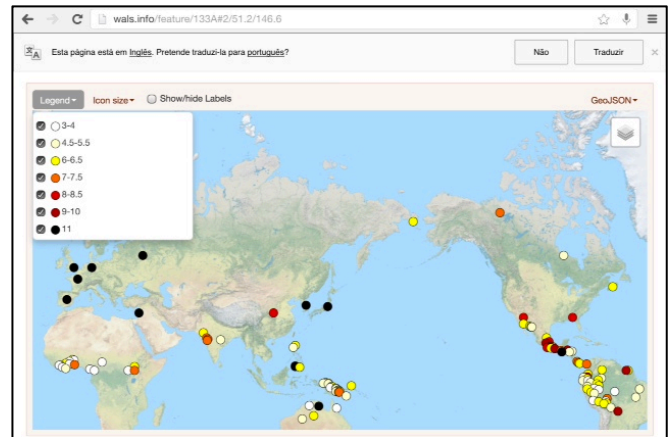 wals.info/feature/133A#2/51.2/146.6
Esta página está em Inglês. Pretende traduzi-la para português?
Não
Traduzir
Legend
Icon size
Show/hide Labels
GeoJSON
3-4
4.5-5.5
6-6.5
7-7.5
8-8.5
9-10
11